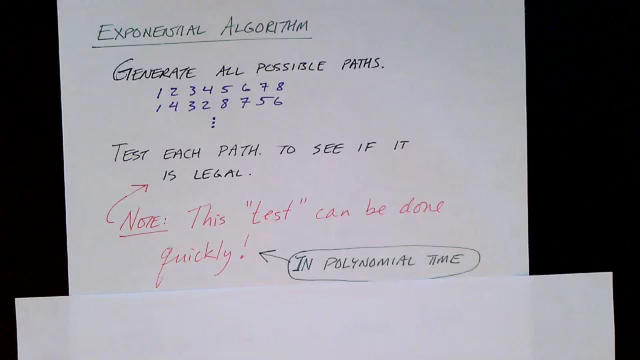 EXPONENTIAL ALGORITHM
GENERATE ALL POSSIBLE PATHS.
1 2 3 4 5 6 7 8
1 4 3 2 8 7 5 6
⋮
TEST EACH PATH. TO SEE IF IT
IS LEGAL.
NOTE: This "test" can be done
quickly!
IN POLYNOMIAL TIME